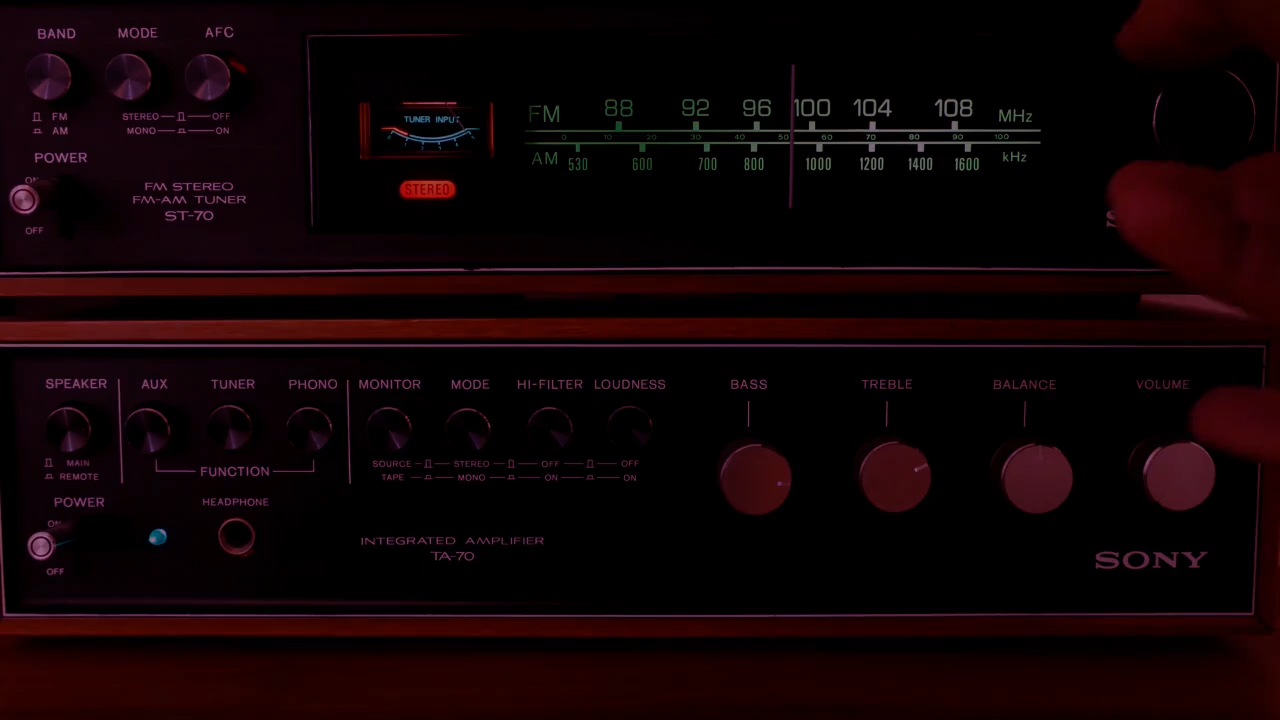 BAND MODE AFC
FM STEREO OFF
AM MONO ON
POWER
ON
OFF
FM STEREO
FM-AM TUNER
ST-70
TUNER INPUT
STEREO
FM 88 92 96 100 104 108 MHz
0 10 20 30 40 50 60 70 80 90 100
AM 530 600 700 800 1000 1200 1400 1600 kHz
SPEAKER AUX TUNER PHONO MONITOR MODE HI-FILTER LOUDNESS BASS TREBLE BALANCE VOLUME
MAIN SOURCE STEREO OFF OFF
REMOTE FUNCTION TAPE MONO ON ON
POWER HEADPHONE
ON
OFF
INTEGRATED AMPLIFIER
TA-70
SONY